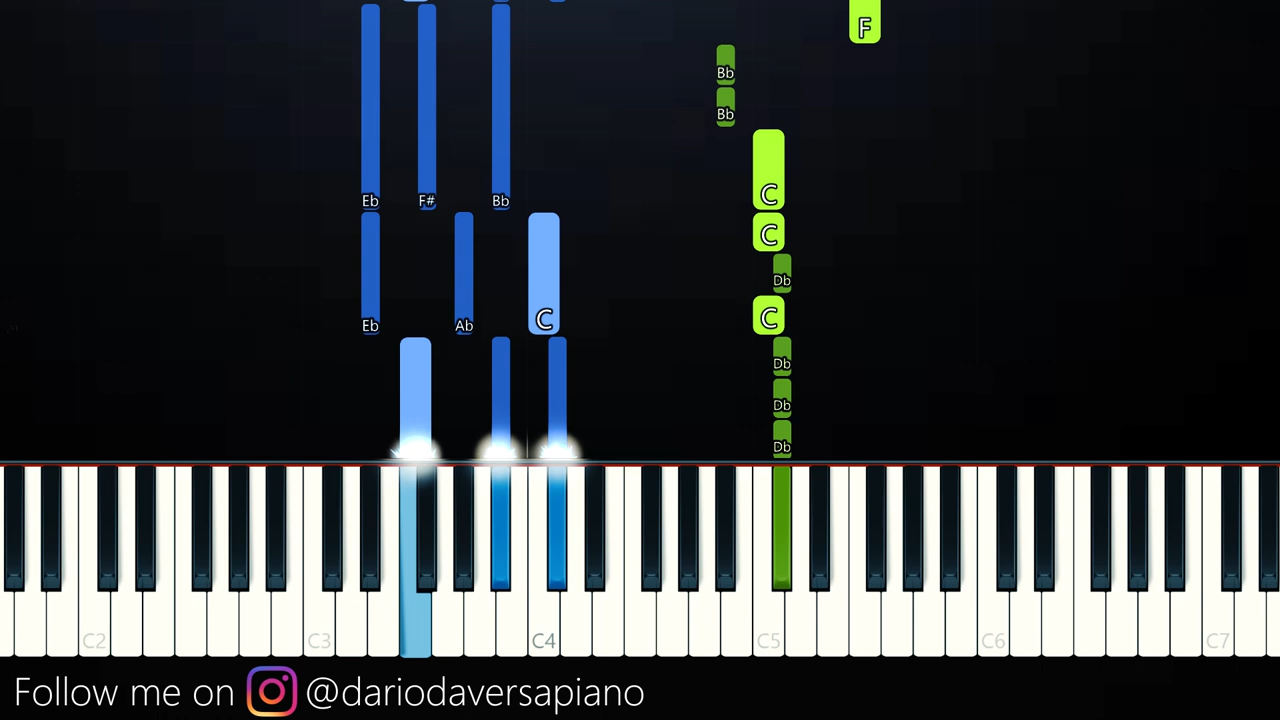 F
Bb
Bb
Eb F# Bb C
C
Db
Eb Ab C C
Db
Db
Db
C2 C3 C4 C5 C6 C7
Follow me on @dariodaversapiano